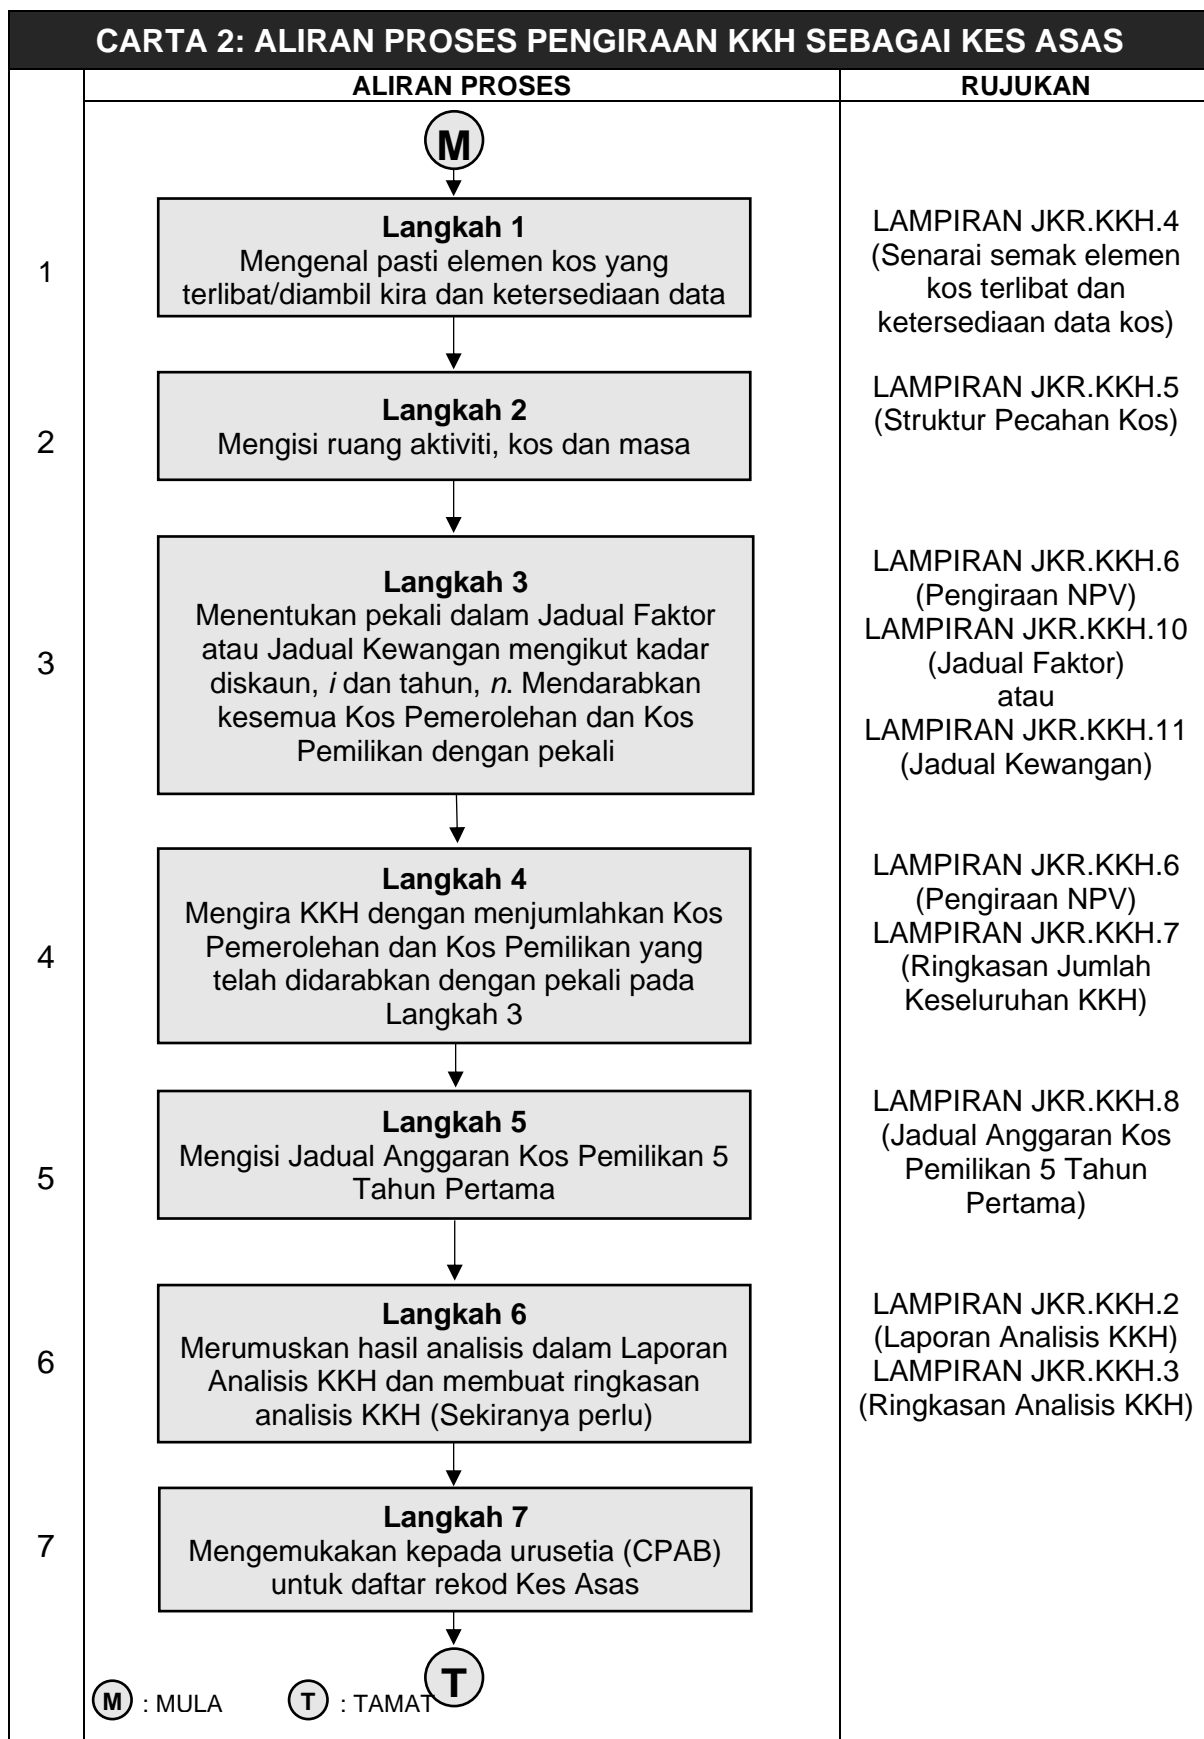 CARTA 2: ALIRAN PROSES PENGIRAAN KKH SEBAGAI KES ASAS
ALIRAN PROSES
RUJUKAN
M
1
Langkah 1
Mengenal pasti elemen kos yang
terlibat/diambil kira dan ketersediaan data
LAMPIRAN JKR.KKH.4
(Senarai semak elemen
kos terlibat dan
ketersediaan data kos)
2
Langkah 2
Mengisi ruang aktiviti, kos dan masa
LAMPIRAN JKR.KKH.5
(Struktur Pecahan Kos)
3
Langkah 3
Menentukan pekali dalam Jadual Faktor
atau Jadual Kewangan mengikut kadar
diskaun, i dan tahun, n. Mendarabkan
kesemua Kos Pemerolehan dan Kos
Pemilikan dengan pekali
LAMPIRAN JKR.KKH.6
(Pengiraan NPV)
LAMPIRAN JKR.KKH.10
(Jadual Faktor)
atau
LAMPIRAN JKR.KKH.11
(Jadual Kewangan)
4
Langkah 4
Mengira KKH dengan menjumlahkan Kos
Pemerolehan dan Kos Pemilikan yang
telah didarabkan dengan pekali pada
Langkah 3
LAMPIRAN JKR.KKH.6
(Pengiraan NPV)
LAMPIRAN JKR.KKH.7
(Ringkasan Jumlah
Keseluruhan KKH)
5
Langkah 5
Mengisi Jadual Anggaran Kos Pemilikan 5
Tahun Pertama
LAMPIRAN JKR.KKH.8
(Jadual Anggaran Kos
Pemilikan 5 Tahun
Pertama)
6
Langkah 6
Merumuskan hasil analisis dalam Laporan
Analisis KKH dan membuat ringkasan
analisis KKH (Sekiranya perlu)
LAMPIRAN JKR.KKH.2
(Laporan Analisis KKH)
LAMPIRAN JKR.KKH.3
(Ringkasan Analisis KKH)
7
Langkah 7
Mengemukakan kepada urusetia (CPAB)
untuk daftar rekod Kes Asas
T
M : MULA
T : TAMAT